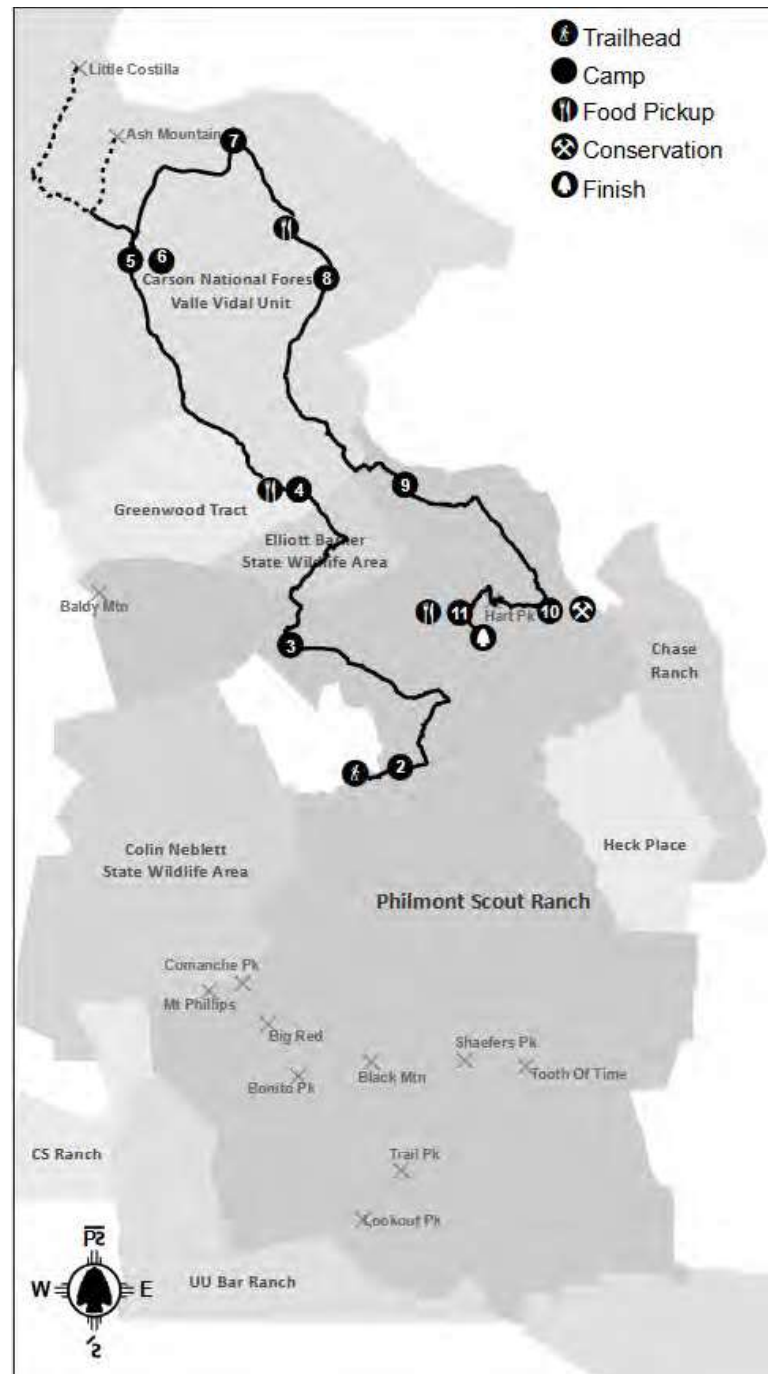 Trailhead
Camp
Food Pickup
Conservation
Finish
Little Costilla
Ash Mountain
7
5
6
8
Carson National Fores
Valle Vidal Unit
4
9
Greenwood Tract
Elliott Barker
State Wildlife Area
Baldy Mtn
11
Hart Pk
10
3
Chase
Ranch
2
Heck Place
Colin Neblett
State Wildlife Area
Philmont Scout Ranch
Comanche Pk
Mt Phillips
Big Red
Bonito Pk
Black Mtn
Shaefers Pk
Tooth Of Time
CS Ranch
Trail Pk
Lookout Pk
UU Bar Ranch
W
E